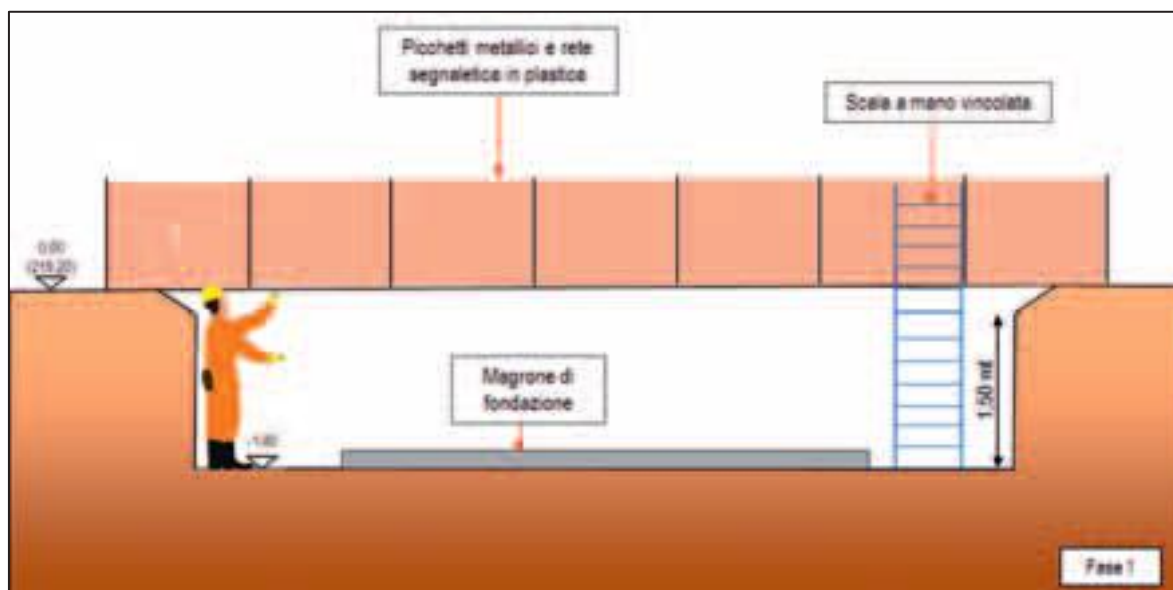 Picchetti metallici e rete
segnaletica in plastica
Scala a mano vincolata
0.00
Magrone di
fondazione
1.50 mt
Fase 1